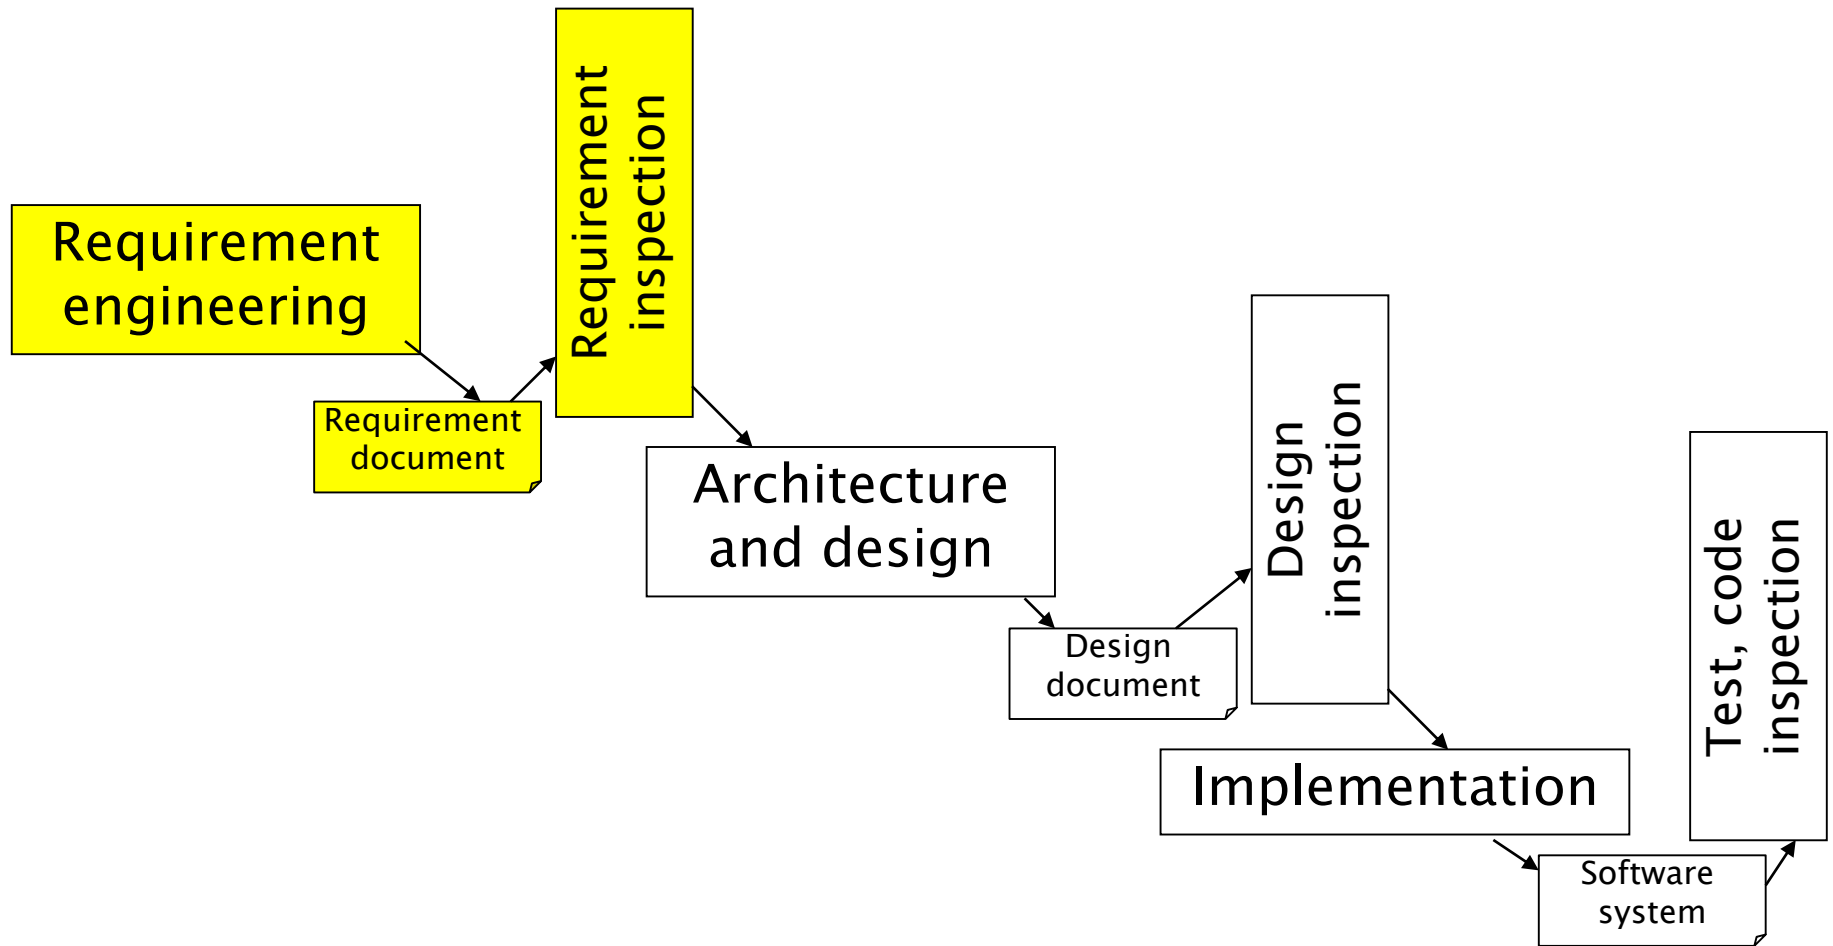 Requirement
engineering
Requirement
document
Requirement
inspection
Architecture
and design
Design
document
Design
inspection
Implementation
Software
system
Test, code
inspection